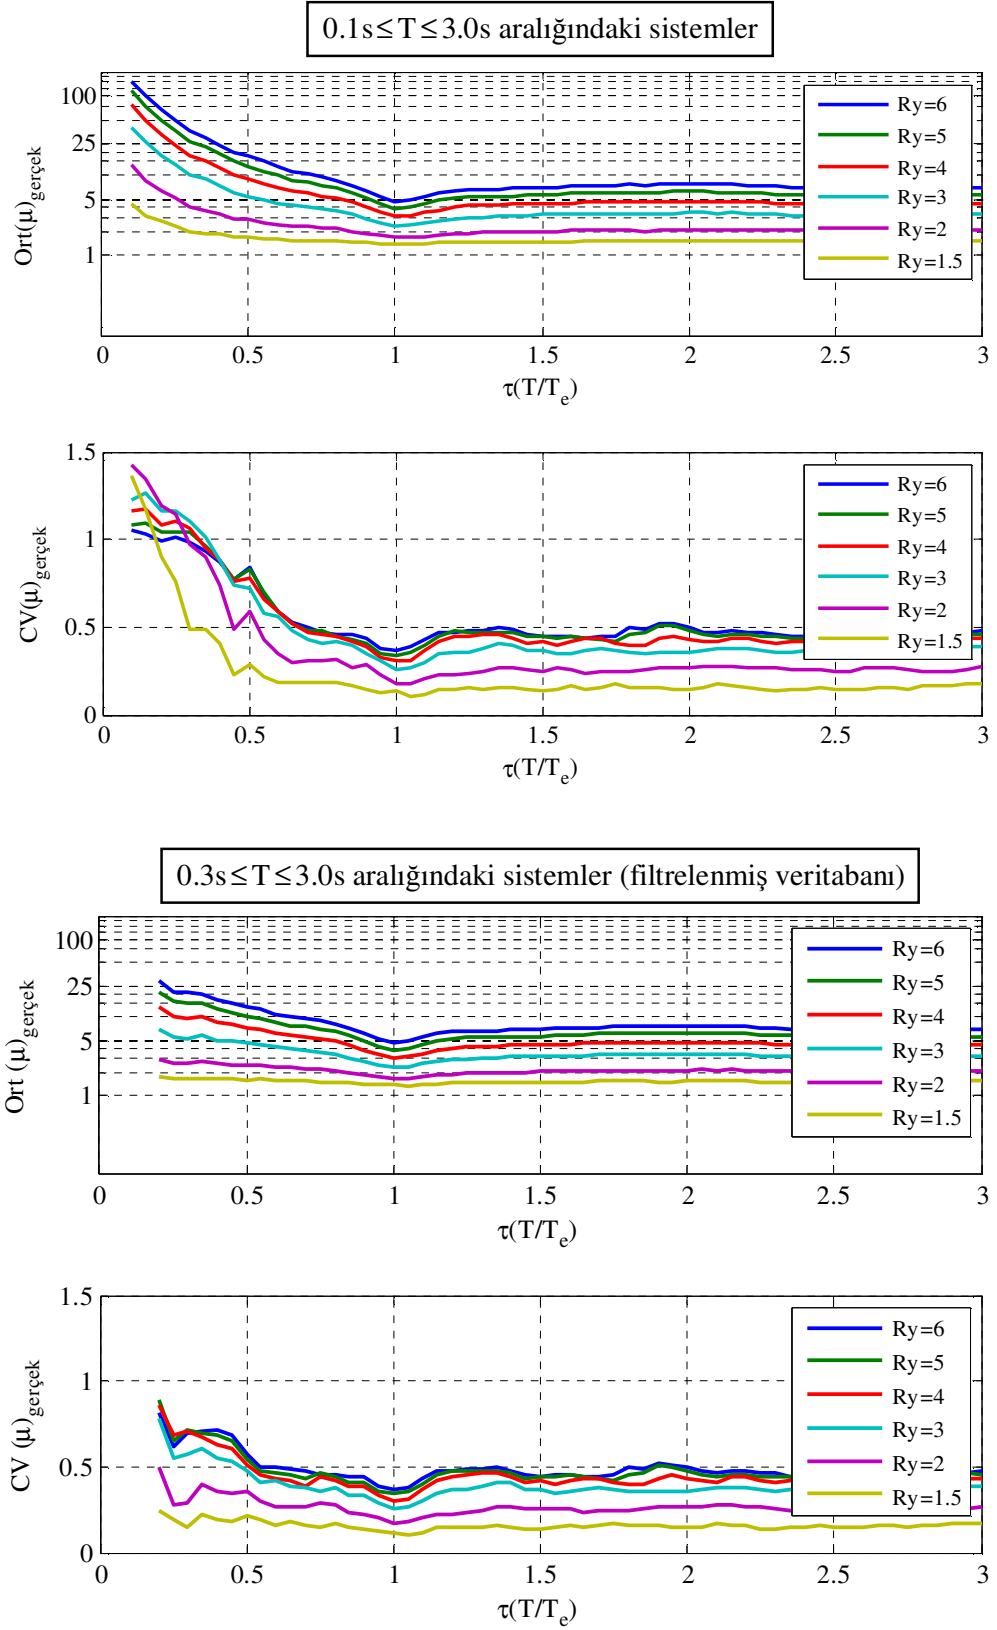 0.1s≤T≤3.0s aralığındaki sistemler
100
25
5
1
Ort(μ)gerçek
Ry=6
Ry=5
Ry=4
Ry=3
Ry=2
Ry=1.5
0 0.5 1 1.5 2 2.5 3
τ(T/Te)
1.5
1
0.5
0
CV(μ)gerçek
Ry=6
Ry=5
Ry=4
Ry=3
Ry=2
Ry=1.5
0 0.5 1 1.5 2 2.5 3
τ(T/Te)
0.3s≤T≤3.0s aralığındaki sistemler (filtrelenmiş veritabanı)
100
25
5
1
Ort (μ)gerçek
Ry=6
Ry=5
Ry=4
Ry=3
Ry=2
Ry=1.5
0 0.5 1 1.5 2 2.5 3
τ(T/Te)
1.5
1
0.5
0
CV (μ)gerçek
Ry=6
Ry=5
Ry=4
Ry=3
Ry=2
Ry=1.5
0 0.5 1 1.5 2 2.5 3
τ(T/Te)